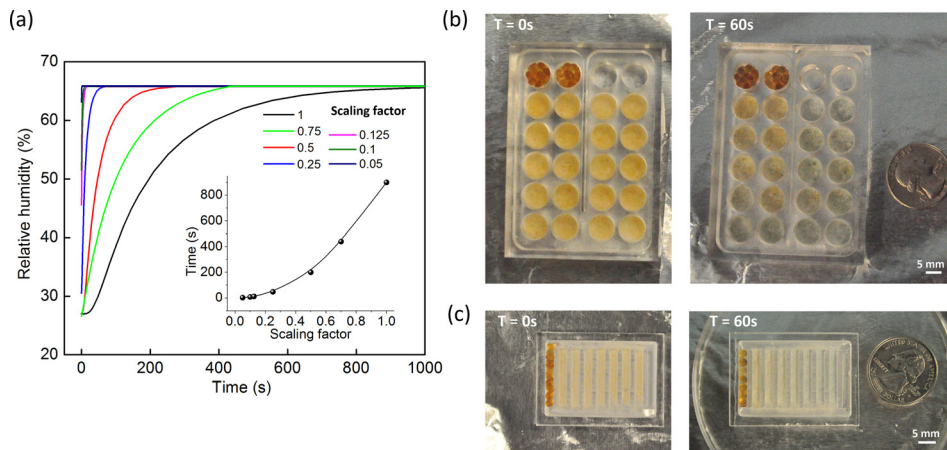 (a)
Relative humidity (%)
70
60
50
40
30
20
0
200
400
600
800
1000
Time (s)
Scaling factor
1
0.75
0.5
0.25
0.125
0.1
0.05
Time (s)
800
600
400
200
0
0.0
0.2
0.4
0.6
0.8
1.0
Scaling factor
(b)
T = 0s
T = 60s
5 mm
(c)
T = 0s
T = 60s
5 mm